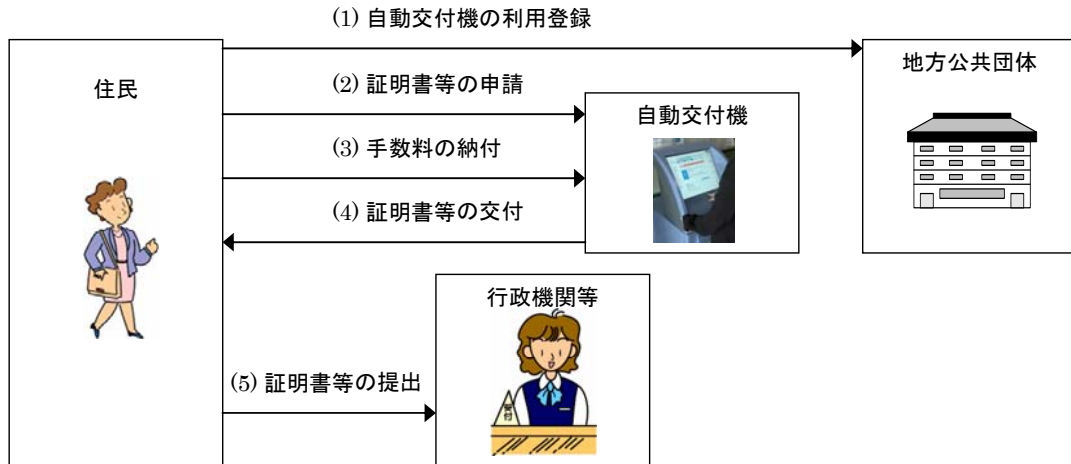 (1) 自動交付機の利用登録
住民
地方公共団体
(2) 証明書等の申請
自動交付機
(3) 手数料の納付
(4) 証明書等の交付
行政機関等
(5) 証明書等の提出
受付